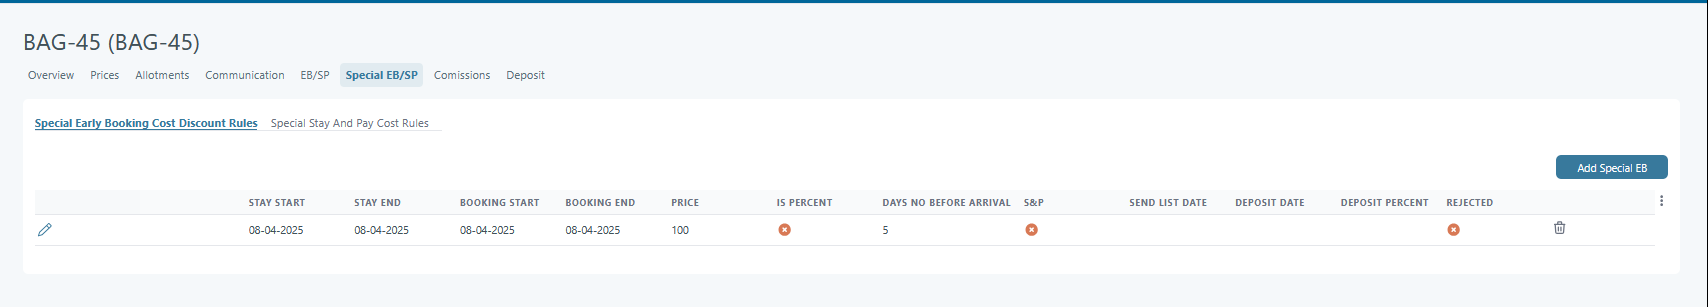 BAG-45 (BAG-45)
Overview Prices Allotments Communication EB/SP Special EB/SP Comissions Deposit
Special Early Booking Cost Discount Rules Special Stay And Pay Cost Rules
Add Special EB
STAY START STAY END BOOKING START BOOKING END PRICE IS PERCENT DAYS NO BEFORE ARRIVAL S&P SEND LIST DATE DEPOSIT DATE DEPOSIT PERCENT REJECTED
08-04-2025 08-04-2025 08-04-2025 08-04-2025 100 5